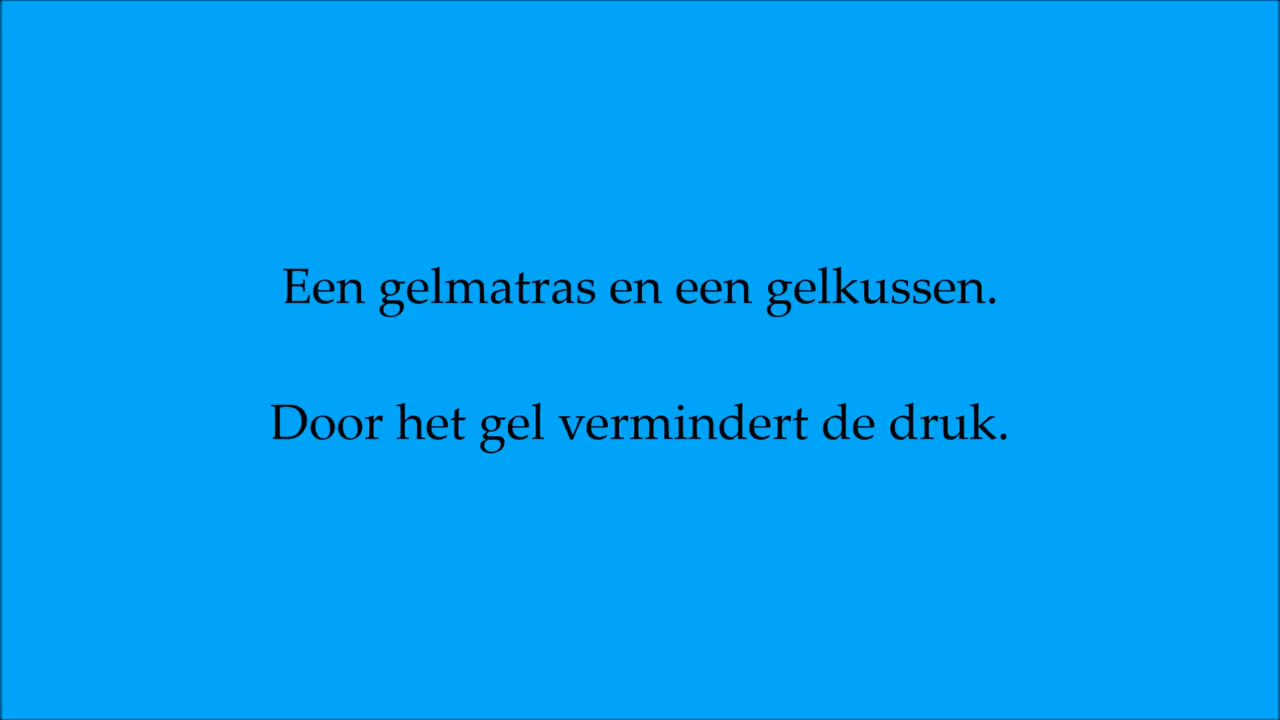 Een gelmatras en een gelkussen.
Door het gel vermindert de druk.